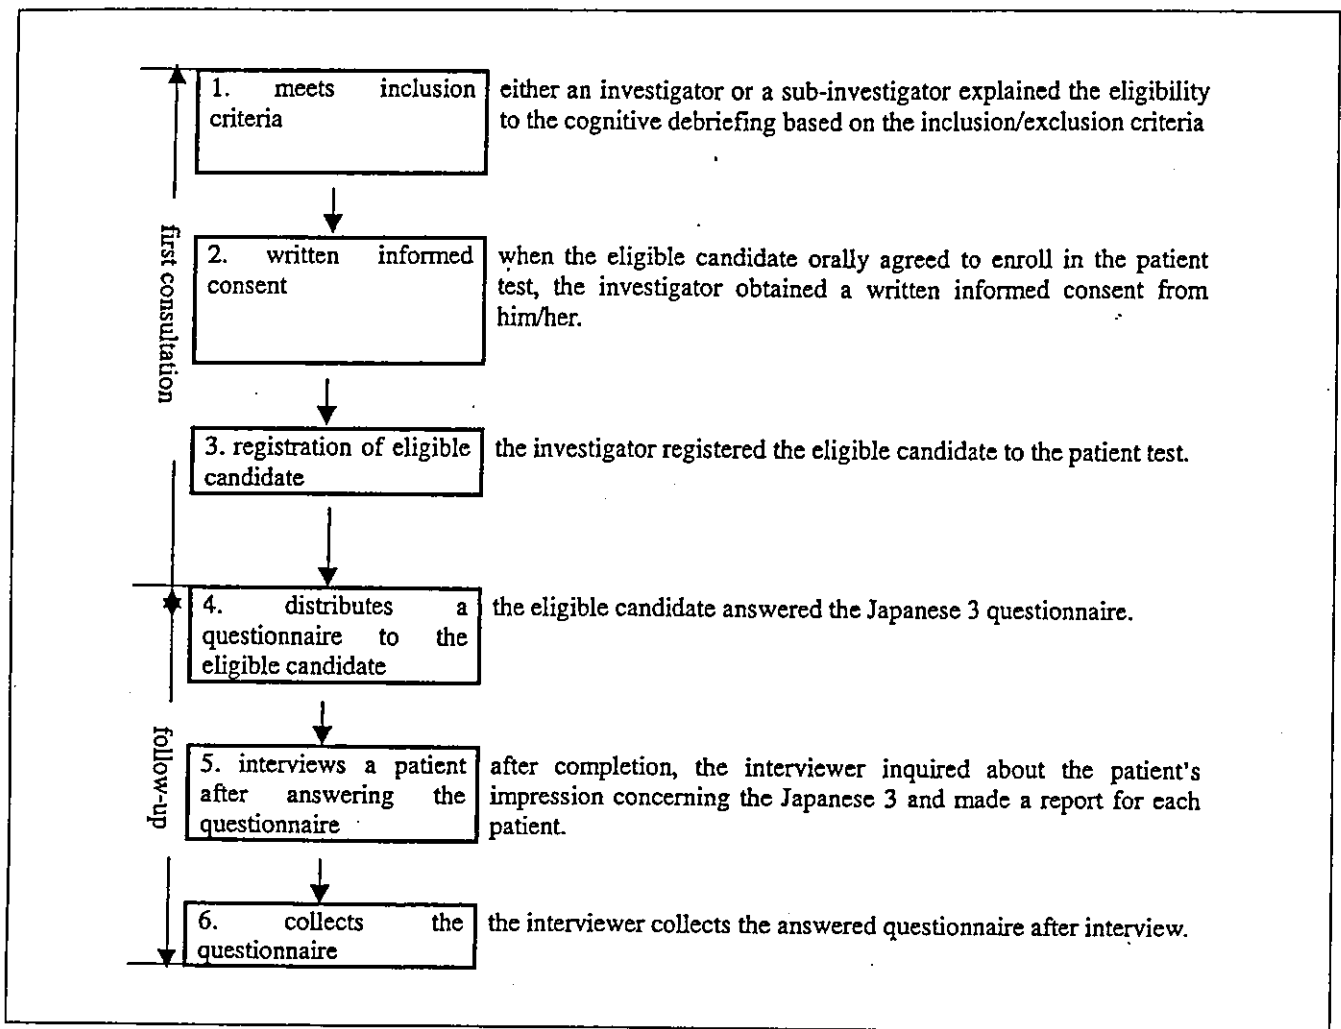 1. meets inclusion
criteria
either an investigator or a sub-investigator explained the eligibility
to the cognitive debriefing based on the inclusion/exclusion criteria
first consultation
2. written informed
consent
when the eligible candidate orally agreed to enroll in the patient
test, the investigator obtained a written informed consent from
him/her.
3. registration of eligible
candidate
the investigator registered the eligible candidate to the patient test.
4. distributes a
questionnaire to the
eligible candidate
the eligible candidate answered the Japanese 3 questionnaire.
follow-up
5. interviews a patient
after answering the
questionnaire
after completion, the interviewer inquired about the patient's
impression concerning the Japanese 3 and made a report for each
patient.
6. collects the
questionnaire
the interviewer collects the answered questionnaire after interview.